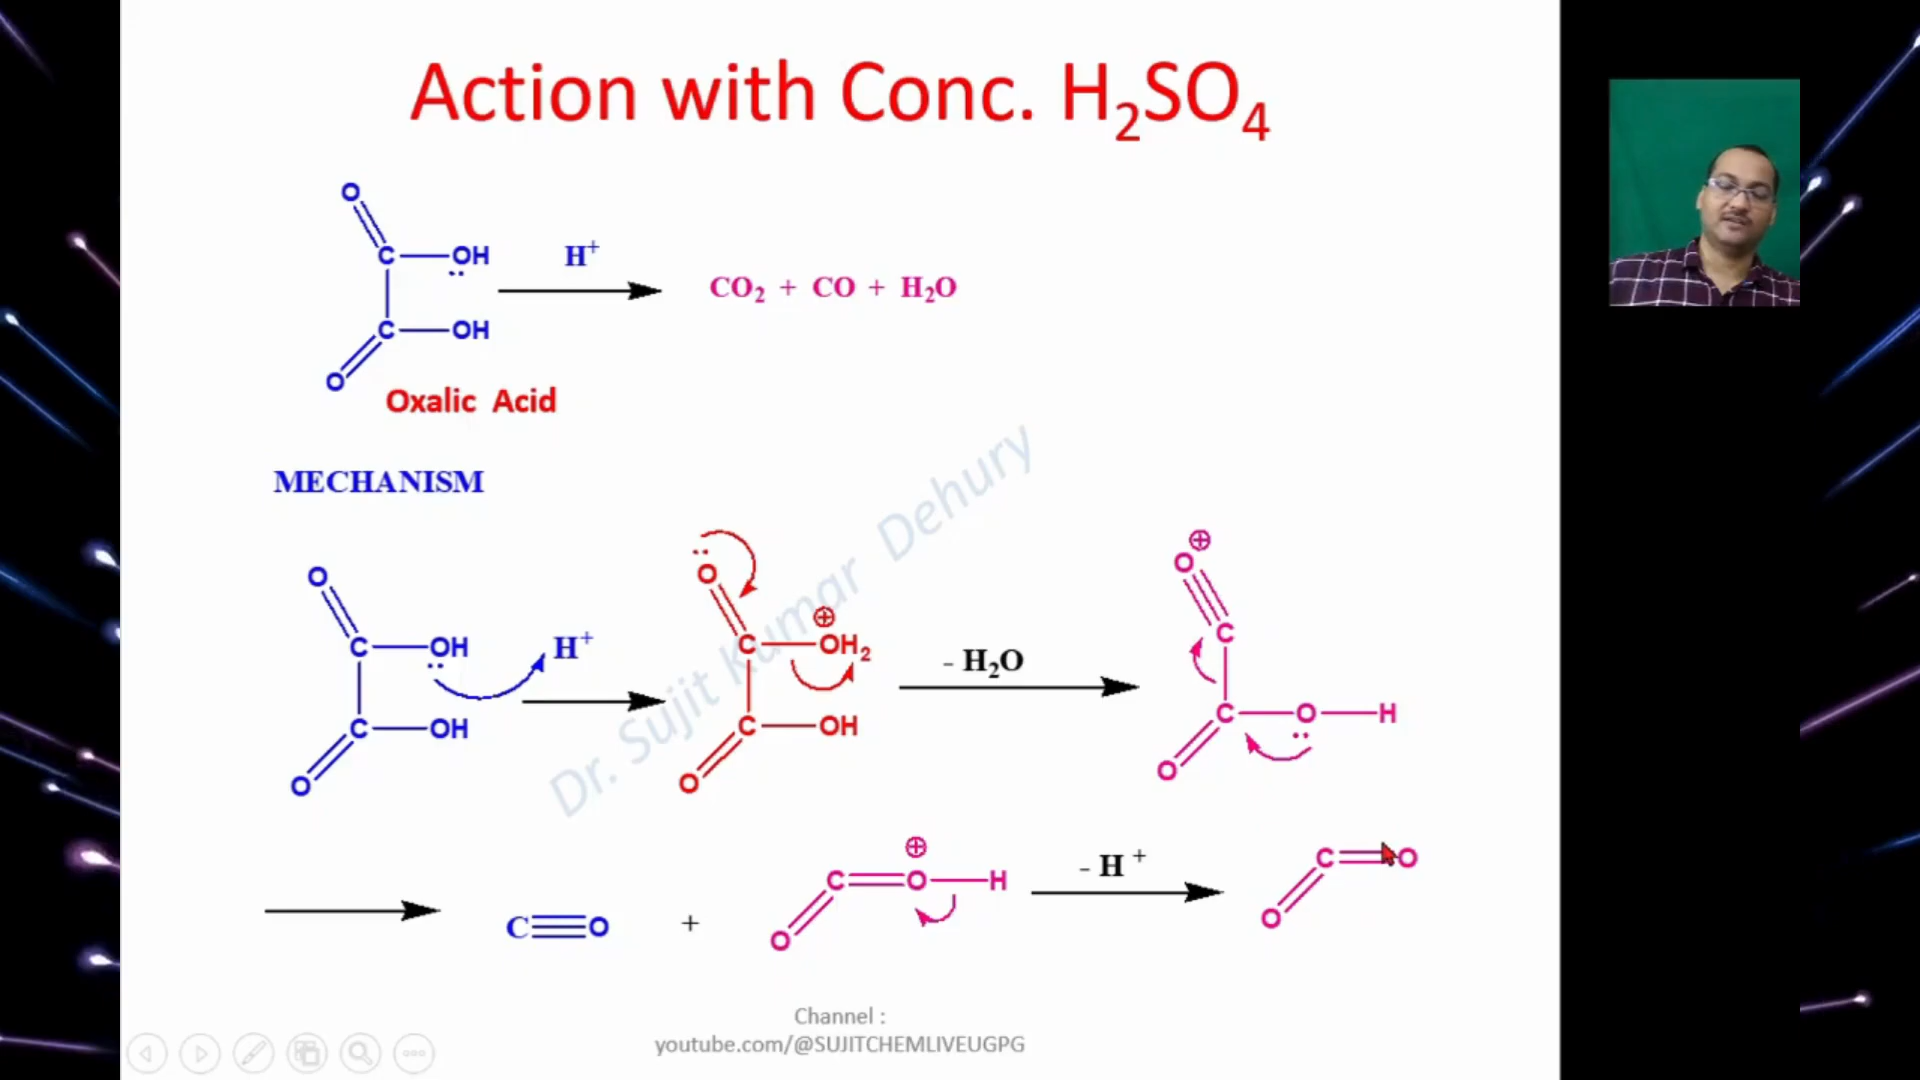 Action with Conc. H₂SO₄
O
C OH
H⁺
CO₂ + CO + H₂O
C OH
O
Oxalic Acid
MECHANISM
O
C OH
H⁺
C OH
O
O
⊕
C OH₂
C OH
O
- H₂O
⊕
O
C
C O H
O
C O
+
⊕
C O H
O
- H⁺
C O
O
Dr. Sujit Kumar Dehury
Channel :
youtube.com/@SUJITCHEMLIVEUGPG